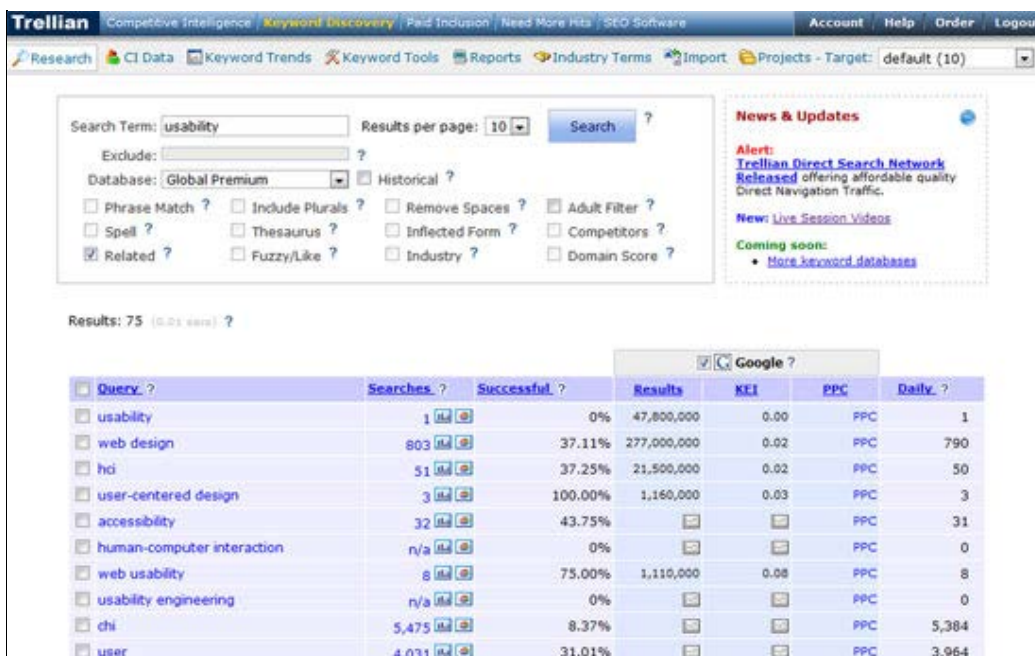 Trellian Competitive Intelligence Keyword Discovery Paid Inclusion Need More Hits SEO Software Account Help Order Logou
Research CI Data Keyword Trends Keyword Tools Reports Industry Terms Import Projects - Target: default (10)
Search Term: usability Results per page: 10 Search ?
Exclude: ?
Database: Global Premium Historical ?
Phrase Match ? Include Plurals ? Remove Spaces ? Adult Filter ?
Spell ? Thesaurus ? Inflected Form ? Competitors ?
Related ? Fuzzy/Like ? Industry ? Domain Score ?
News & Updates
Alert:
Trellian Direct Search Network
Released offering affordable quality
Direct Navigation Traffic.
New: Live Session Videos
Coming soon:
• More keyword databases
Results: 75 (0.01 secs) ?
Google ?
Query ? Searches ? Successful ? Results KEI PPC Daily ?
usability 1 0% 47,800,000 0.00 PPC 1
web design 803 37.11% 277,000,000 0.02 PPC 790
hci 51 37.25% 21,500,000 0.02 PPC 50
user-centered design 3 100.00% 1,160,000 0.03 PPC 3
accessibility 32 43.75% PPC 31
human-computer interaction n/a 0% PPC 0
web usability 8 75.00% 1,110,000 0.08 PPC 8
usability engineering n/a 0% PPC 0
chi 5,475 8.37% PPC 5,384
user 4,031 31.01% PPC 3,964